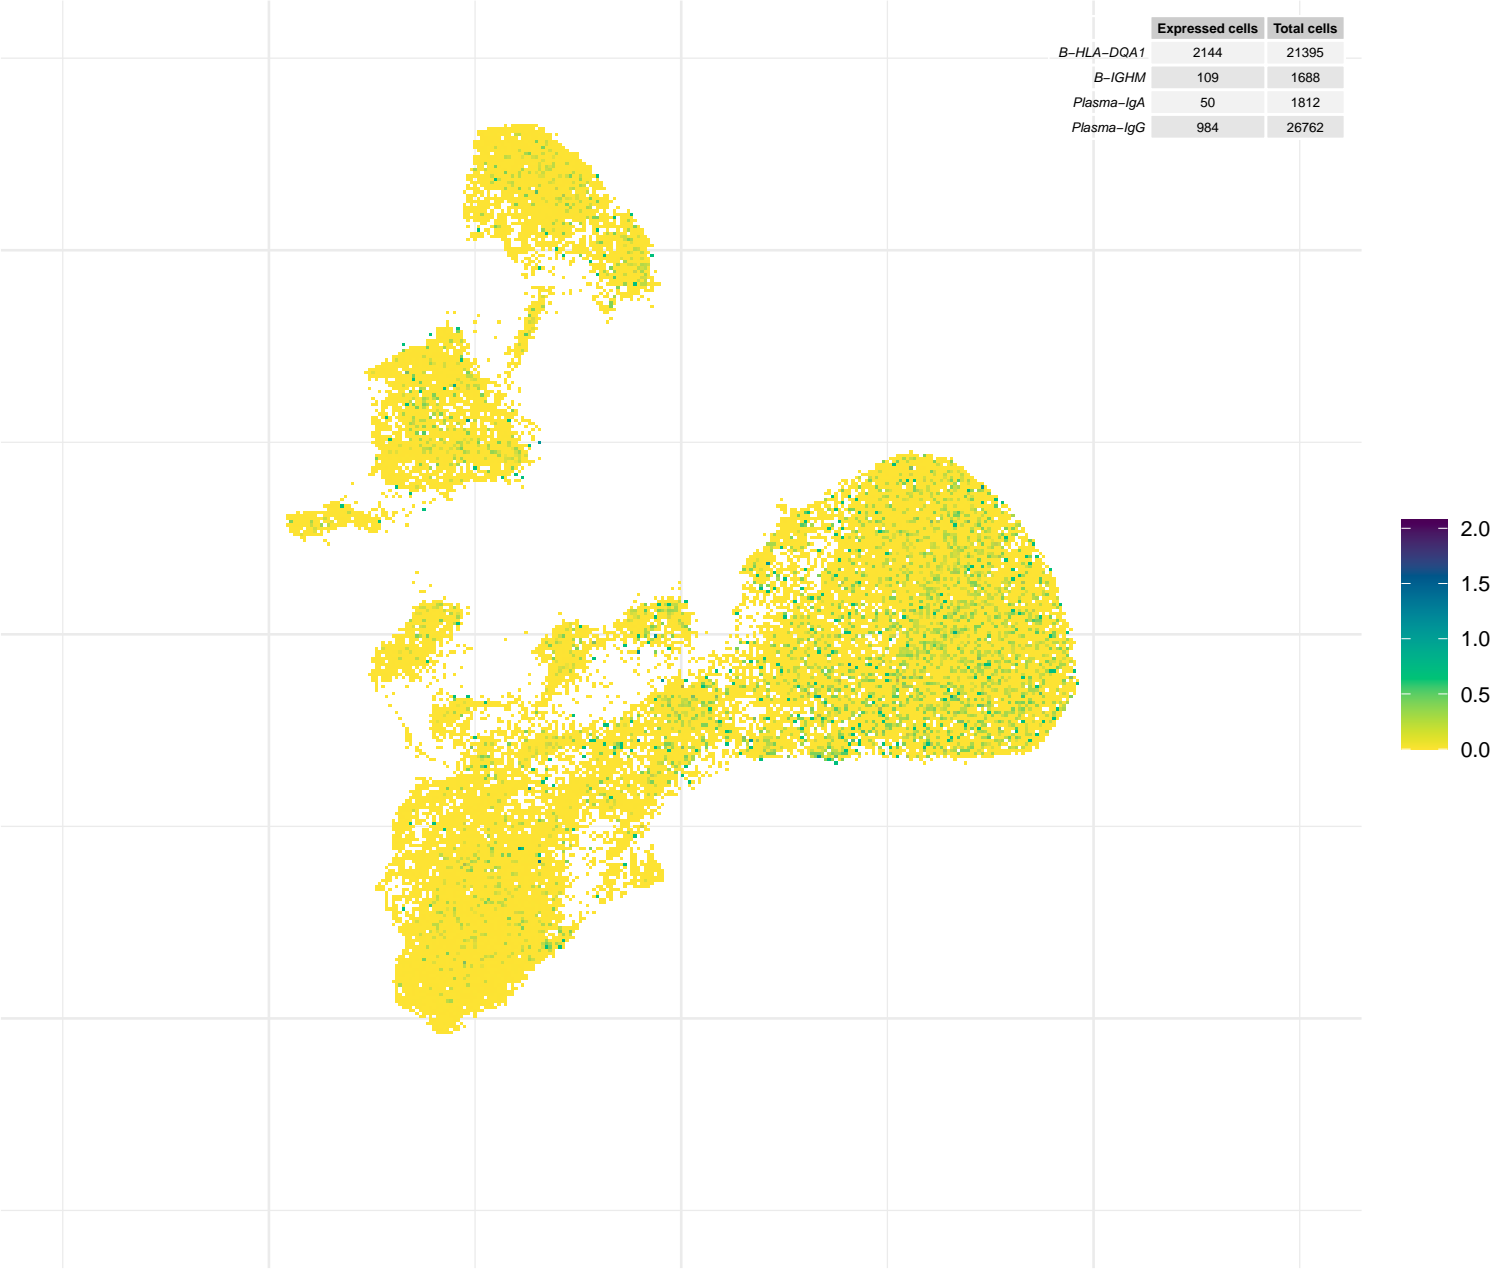 Expressed cells Total cells
B−HLA−DQA1 2144 21395
B−IGHM 109 1688
Plasma−IgA 50 1812
Plasma−IgG 984 26762
2.0
1.5
1.0
0.5
0.0